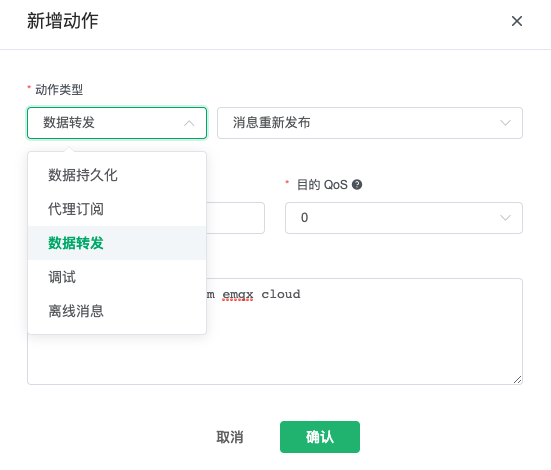 新增动作
* 动作类型
数据转发
消息重新发布
数据持久化
代理订阅
数据转发
调试
离线消息
* 目的 QoS ?
0
m emqx cloud
取消
确认